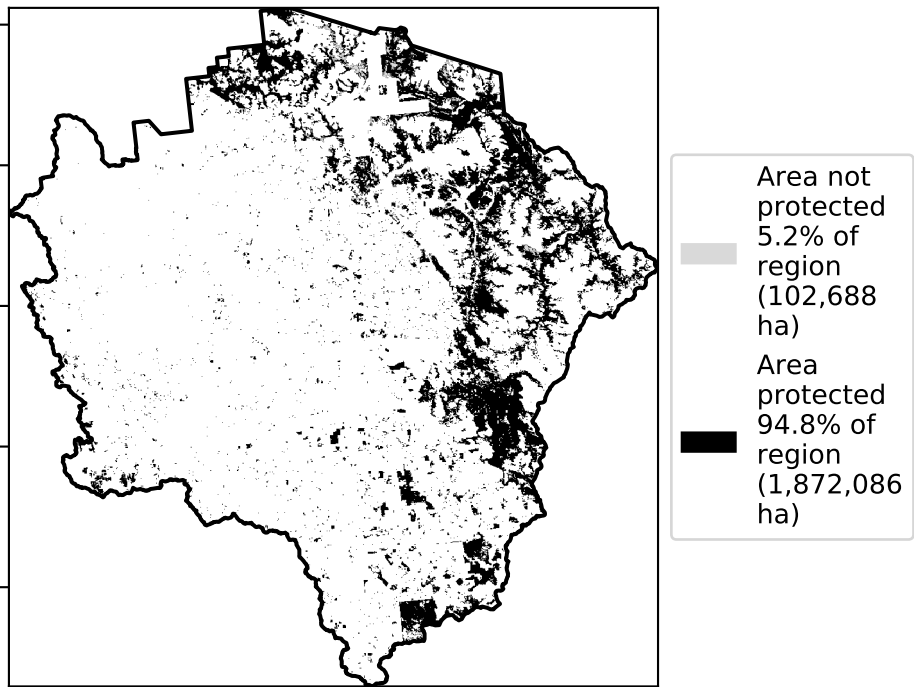 Area not
protected
5.2% of
region
(102,688
ha)
Area
protected
94.8% of
region
(1,872,086
ha)